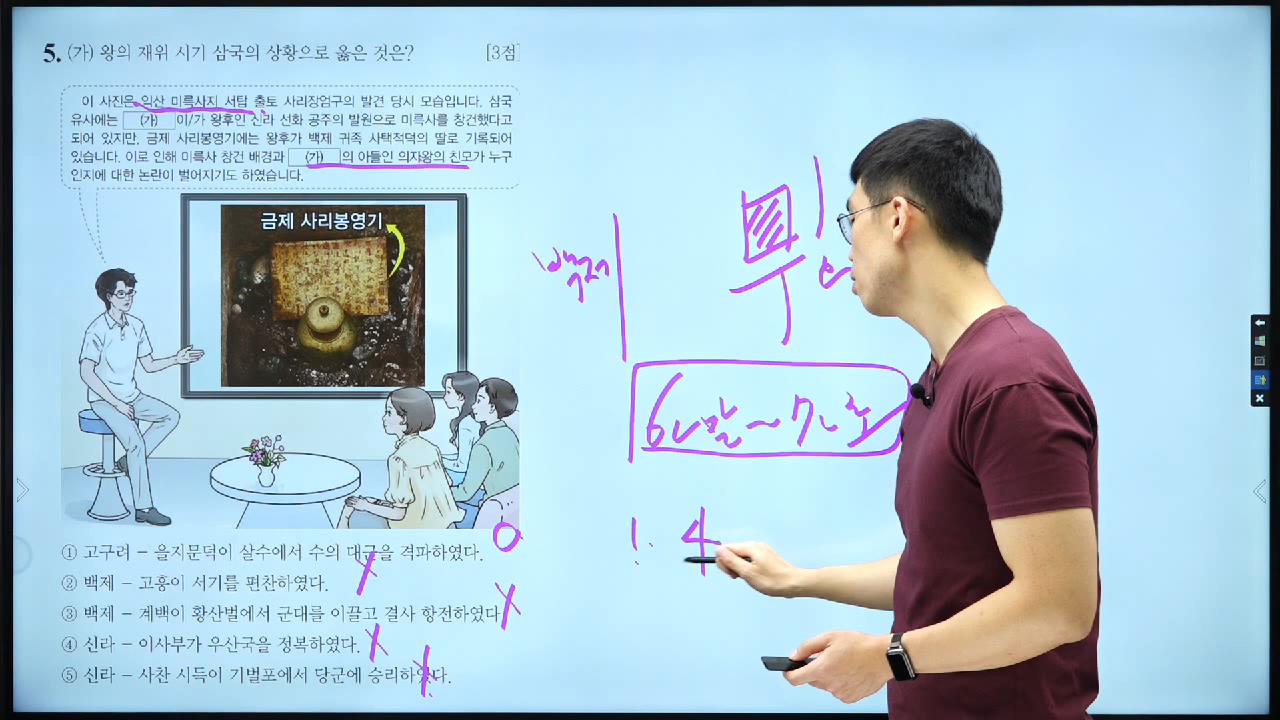 5. (가) 왕의 재위 시기 삼국의 상황으로 옳은 것은? [3점]
이 사진은 익산 미륵사지 서탑 출토 사리장엄구의 발견 당시 모습입니다. 삼국
유사에는 (가) 이/가 왕후인 신라 선화 공주의 발원으로 미륵사를 창건했다고
되어 있지만, 금제 사리봉영기에는 왕후가 백제 귀족 사택적덕의 딸로 기록되어
있습니다. 이로 인해 미륵사 창건 배경과 (가) 의 아들인 의자왕의 친모가 누구
인지에 대한 논란이 벌어지기도 하였습니다.
금제 사리봉영기
백제
6c 말~7c 초
① 고구려 - 을지문덕이 살수에서 수의 대군을 격파하였다.
② 백제 - 고흥이 서기를 편찬하였다.
③ 백제 - 계백이 황산벌에서 군대를 이끌고 결사 항전하였다.
④ 신라 - 이사부가 우산국을 정복하였다.
⑤ 신라 - 사찬 시득이 기벌포에서 당군에 승리하였다.